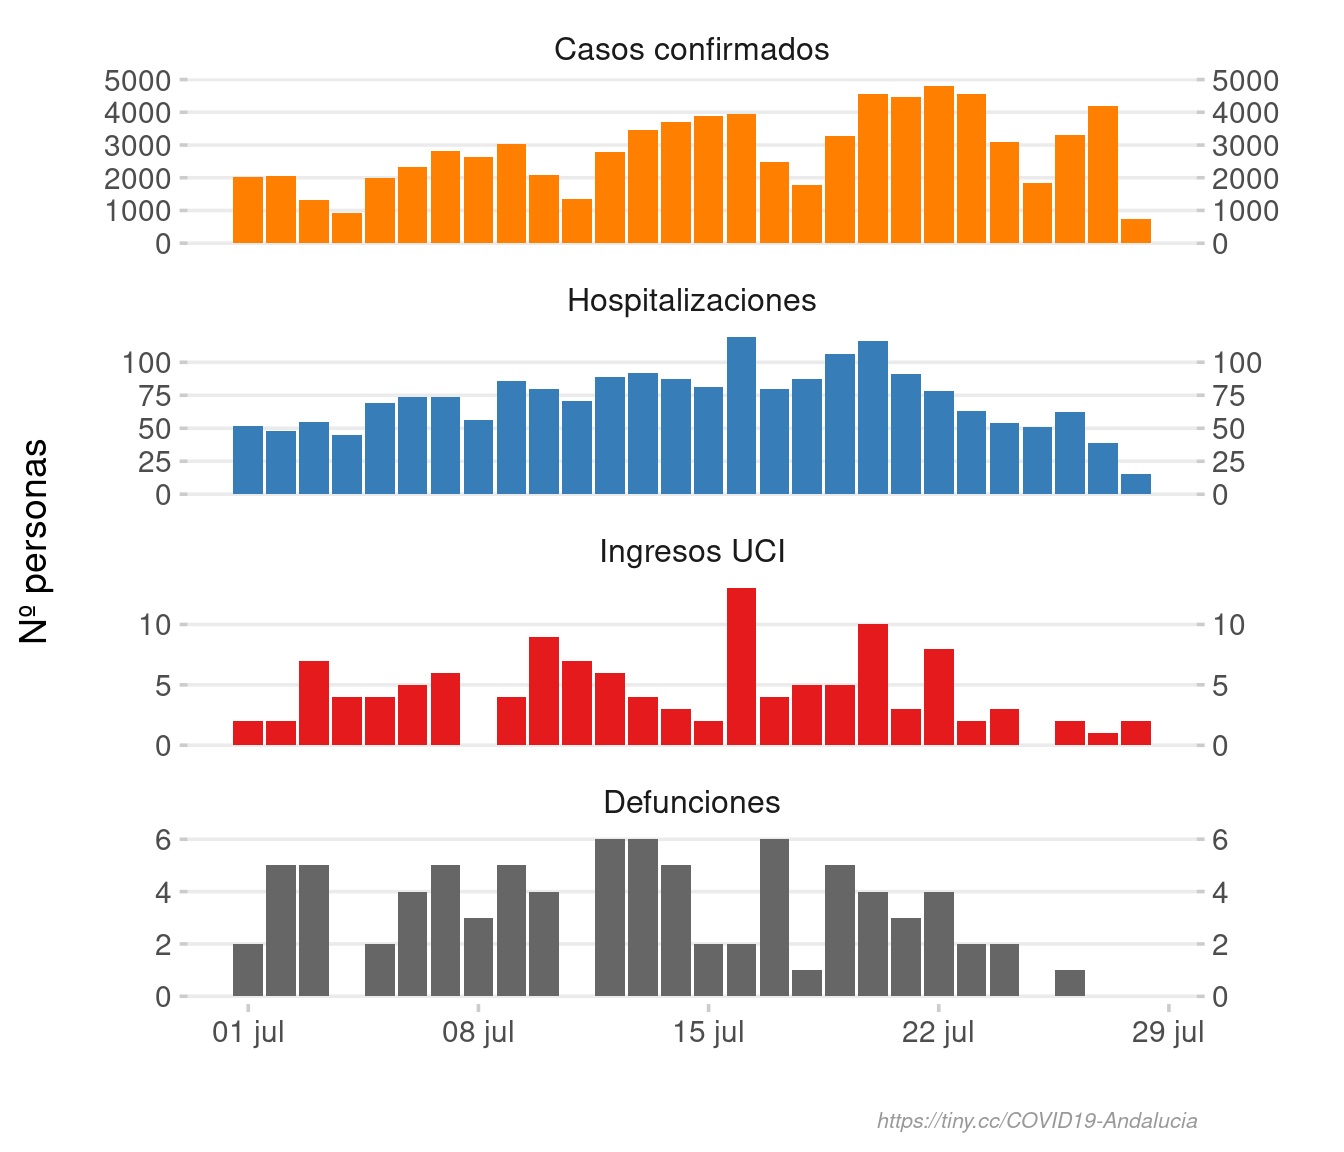 Casos confirmados
5000 5000
4000 4000
3000 3000
2000 2000
1000 1000
0 0
Hospitalizaciones
100 100
75 75
50 50
25 25
0 0
Nº personas
Ingresos UCI
10 10
5 5
0 0
Defunciones
6 6
4 4
2 2
0 0
01 jul 08 jul 15 jul 22 jul 29 jul
https://tiny.cc/COVID19-Andalucia